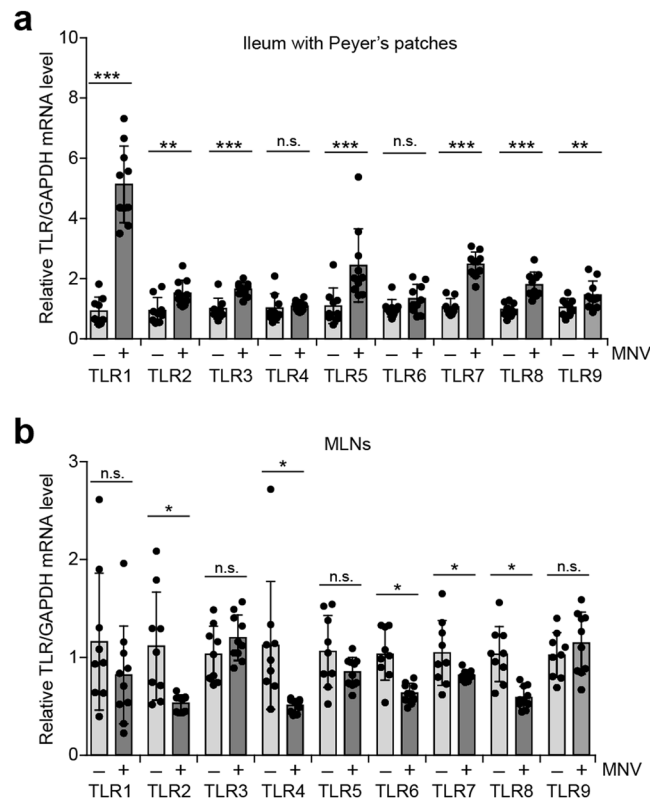 a
Ileum with Peyer's patches
Relative TLR/GAPDH mRNA level
10
8
6
4
2
0
*** ** *** n.s. *** n.s. *** *** **
– + – + – + – + – + – + – + – + – + MNV
TLR1 TLR2 TLR3 TLR4 TLR5 TLR6 TLR7 TLR8 TLR9
b
MLNs
Relative TLR/GAPDH mRNA level
3
2
1
0
n.s. * n.s. * n.s. * * * n.s.
– + – + – + – + – + – + – + – + – + MNV
TLR1 TLR2 TLR3 TLR4 TLR5 TLR6 TLR7 TLR8 TLR9